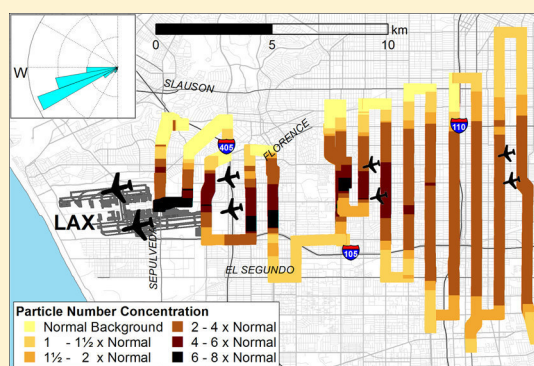 km
0 5 10
W
SLAUSON
FLORENCE
405
110
LAX
SEPULVEDA
105
EL SEGUNDO
Particle Number Concentration
Normal Background
1 - 1½ x Normal
1½ - 2 x Normal
2 - 4 x Normal
4 - 6 x Normal
6 - 8 x Normal